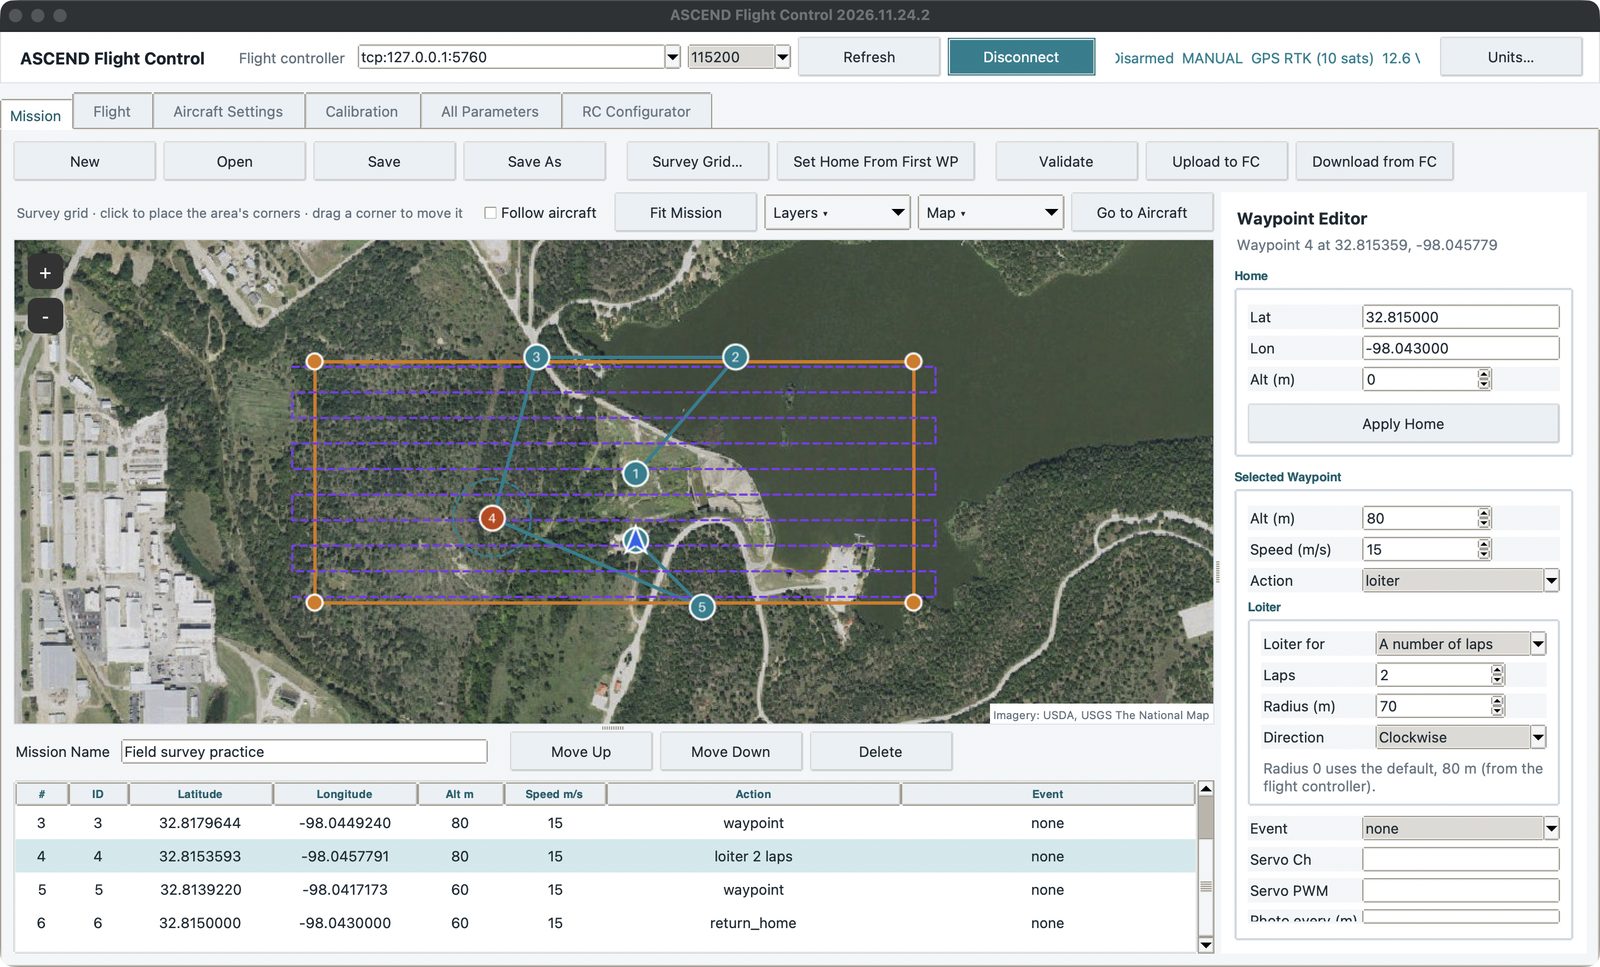 ASCEND Flight Control 2026.11.24.2
ASCEND Flight Control
Flight controller
tcp:127.0.0.1:5760
115200
Refresh
Disconnect
Disarmed MANUAL GPS RTK (10 sats) 12.6 V
Units...
Mission
Flight
Aircraft Settings
Calibration
All Parameters
RC Configurator
New
Open
Save
Save As
Survey Grid...
Set Home From First WP
Validate
Upload to FC
Download from FC
Survey grid · click to place the area's corners · drag a corner to move it
Follow aircraft
Fit Mission
Layers
Map
Go to Aircraft
+
-
3
2
1
4
5
Imagery: USDA, USGS The National Map
Waypoint Editor
Waypoint 4 at 32.815359, -98.045779
Home
Lat 32.815000
Lon -98.043000
Alt (m) 0
Apply Home
Selected Waypoint
Alt (m) 80
Speed (m/s) 15
Action loiter
Loiter
Loiter for A number of laps
Laps 2
Radius (m) 70
Direction Clockwise
Radius 0 uses the default, 80 m (from the
flight controller).
Event none
Servo Ch
Servo PWM
Photo every (m)
Mission Name Field survey practice
Move Up
Move Down
Delete
# ID Latitude Longitude Alt m Speed m/s Action Event
3 3 32.8179644 -98.0449240 80 15 waypoint none
4 4 32.8153593 -98.0457791 80 15 loiter 2 laps none
5 5 32.8139220 -98.0417173 60 15 waypoint none
6 6 32.8150000 -98.0430000 60 15 return_home none